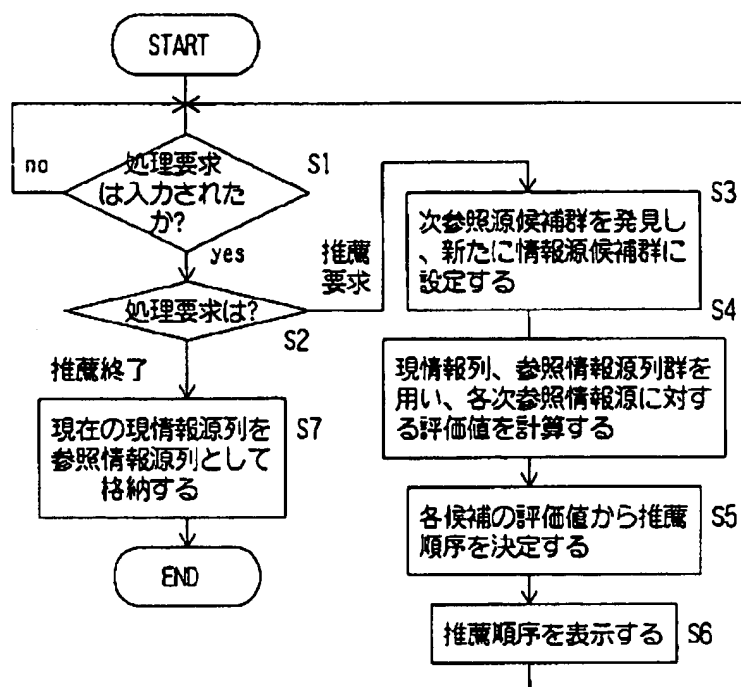 START
no
処理要求
は入力された
か?
S1
yes
処理要求は?
S2
推薦
要求
推薦終了
現在の現情報源列を
参照情報源列として
格納する
S7
END
S3
次参照源候補群を発見し
、新たに情報源候補群に
設定する
S4
現情報列、参照情報源列群を
用い、各次参照情報源に対す
る評価値を計算する
各候補の評価値から推薦
順序を決定する
S5
推薦順序を表示する
S6